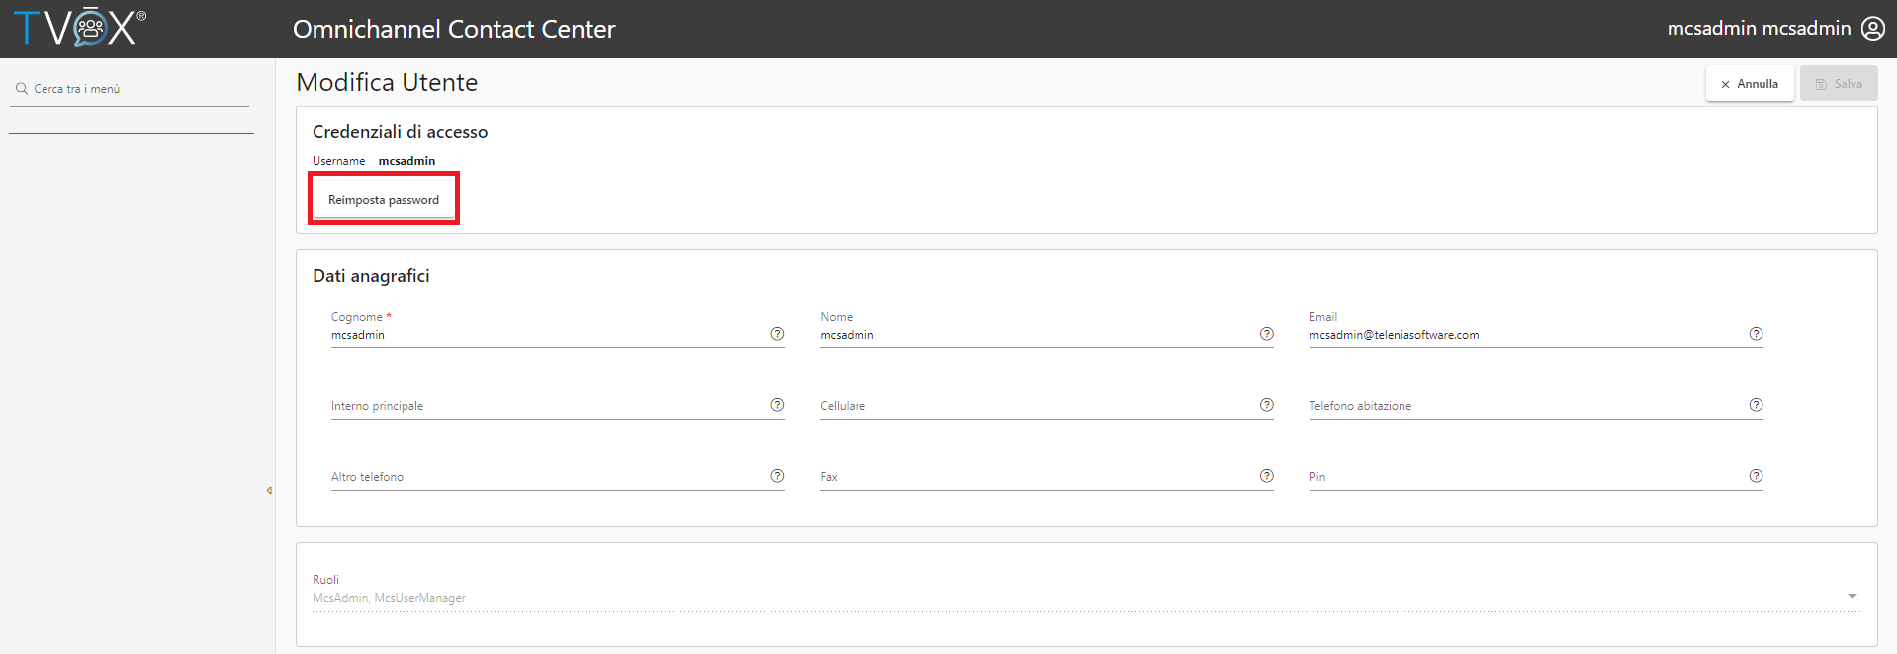 TVOX®
Omnichannel Contact Center
mcsadmin mcsadmin
Cerca tra i menù
Modifica Utente
Annulla
Salva
Credenziali di accesso
Username mcsadmin
Reimposta password
Dati anagrafici
Cognome * Nome Email
mcsadmin mcsadmin mcsadmin@teleniasoftware.com
Interno principale Cellulare Telefono abitazione
Altro telefono Fax Pin
Ruoli
McsAdmin, McsUserManager